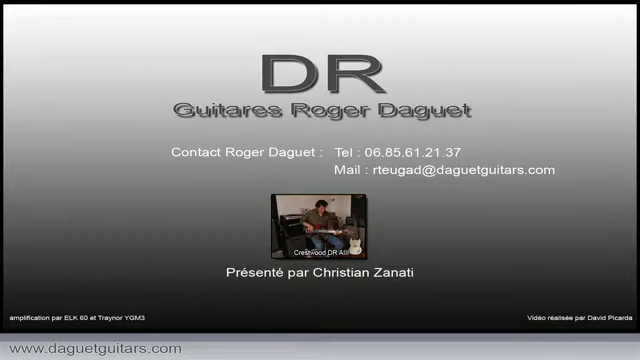 DR
Guitares Roger Daguet
Contact Roger Daguet : Tel : 06.85,61.21.37
Mail : rteugad@daguetguitars.com
Crestwood DR AIII
Présenté par Christian Zanati
amplification par ELK 60 et Traynor YGM3
Vidéo réalisée par David Picarda
www.daguetguitars.com